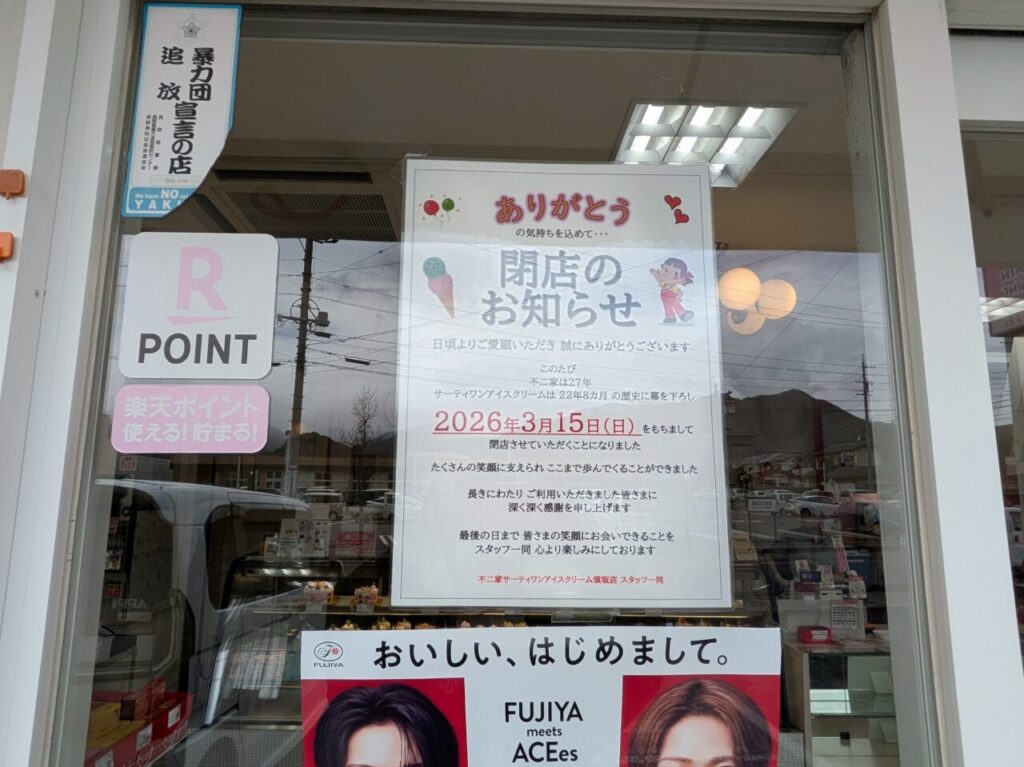 暴力団
追放
宣言の店
We have NO
YAK
R
POINT
楽天ポイント
使える!貯まる!
ありがとう
の気持ちを込めて・・・
閉店の
お知らせ
日頃よりご愛顧いただき 誠にありがとうございます
このたび
不二家は27年
サーティワンアイスクリームは 22年8カ月 の歴史に幕を下ろし
2026年3月15日(日) をもちまして
閉店させていただくことになりました
たくさんの笑顔に支えられ ここまで歩んでくることができました
長きにわたり ご利用いただきました皆さまに
深く深く感謝を申し上げます
最後の日まで 皆さまの笑顔にお会いできることを
スタッフ一同 心より楽しみにしております
不二家サーティワンアイスクリーム須坂店 スタッフ一同
FUJIYA
おいしい、はじめまして。
FUJIYA
meets
ACEes